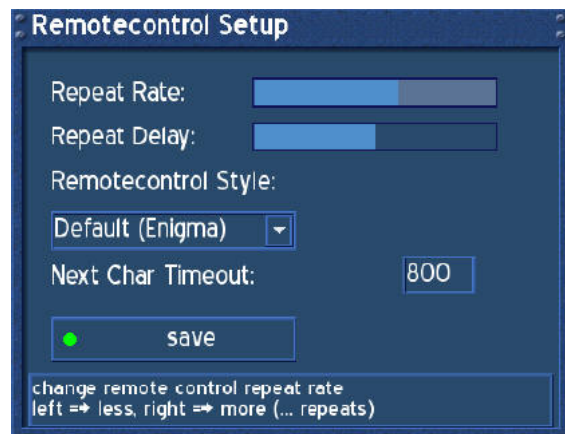 Remotecontrol Setup
Repeat Rate:
Repeat Delay:
Remotecontrol Style:
Default (Enigma)
Next Char Timeout: 800
save
change remote control repeat rate
left => less, right => more (... repeats)